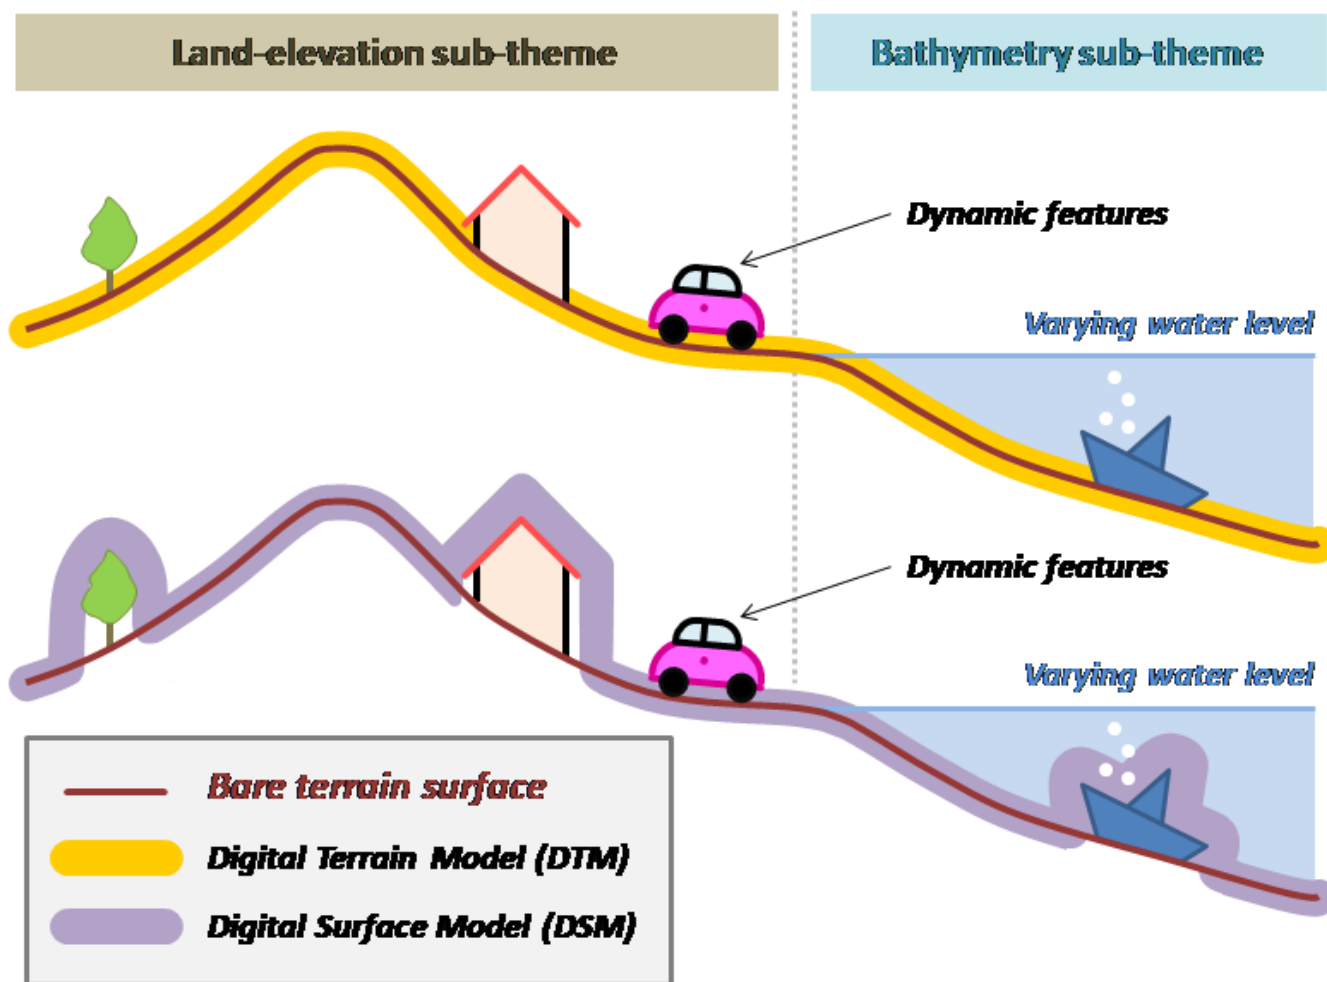 Land-elevation sub-theme
Bathymetry sub-theme
Dynamic features
Varying water level
Dynamic features
Varying water level
Bare terrain surface
Digital Terrain Model (DTM)
Digital Surface Model (DSM)